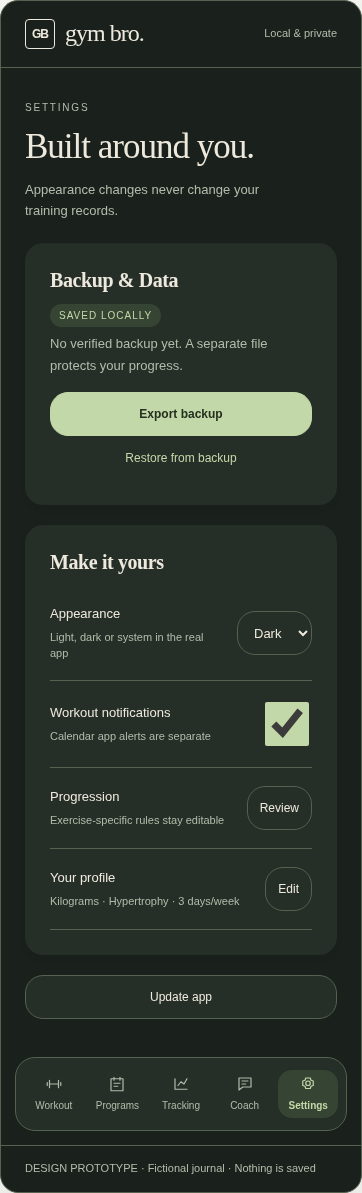 GB gym bro. Local & private
SETTINGS
Built around you.
Appearance changes never change your
training records.
Backup & Data
SAVED LOCALLY
No verified backup yet. A separate file
protects your progress.
Export backup
Restore from backup
Make it yours
Appearance
Light, dark or system in the real
app
Dark
Workout notifications
Calendar app alerts are separate
Progression
Exercise-specific rules stay editable
Review
Your profile
Kilograms · Hypertrophy · 3 days/week
Edit
Update app
Workout Programs Tracking Coach Settings
DESIGN PROTOTYPE · Fictional journal · Nothing is saved